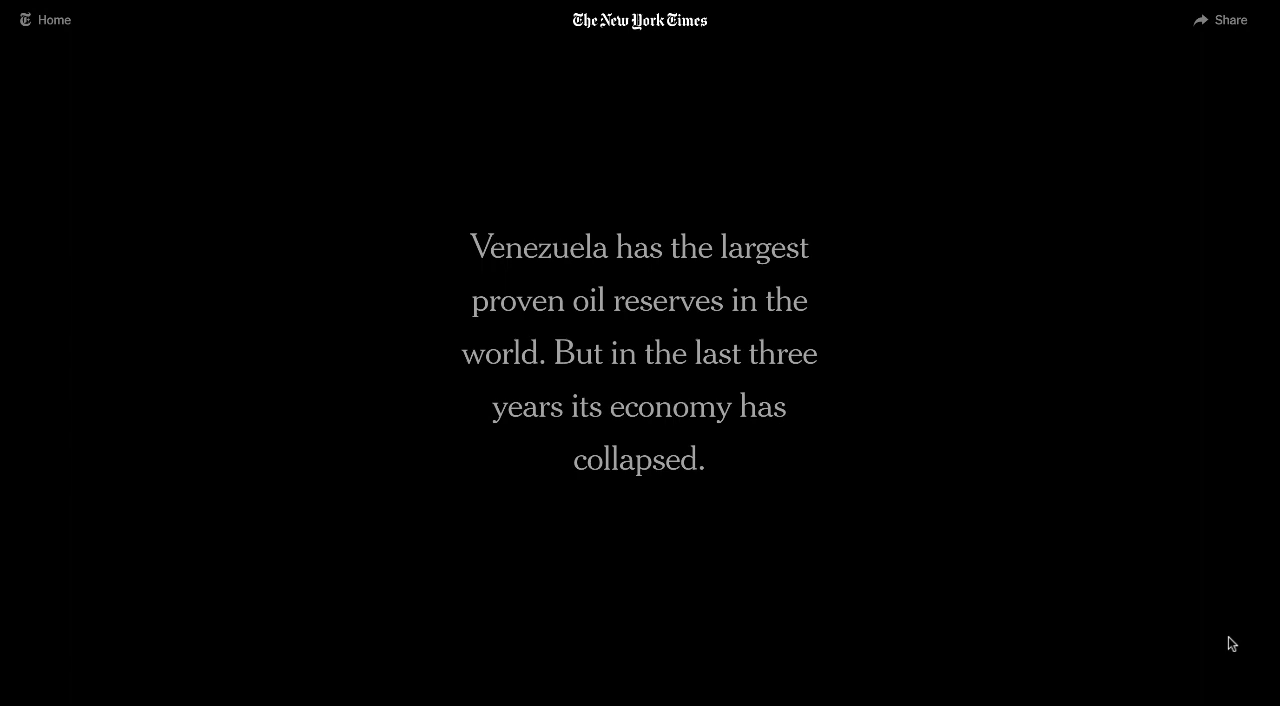 Home
The New York Times
Share
Venezuela has the largest
proven oil reserves in the
world. But in the last three
years its economy has
collapsed.